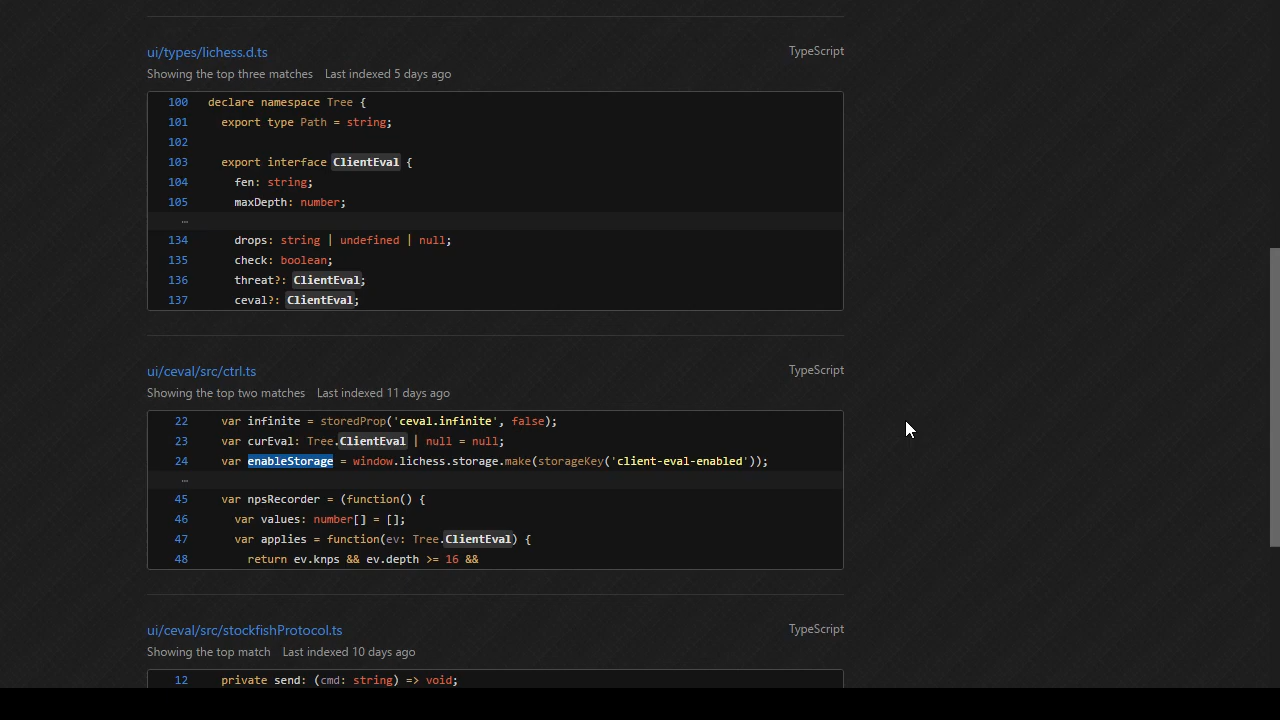 ui/types/lichess.d.ts TypeScript
Showing the top three matches Last indexed 5 days ago
100 declare namespace Tree {
101 export type Path = string;
102
103 export interface ClientEval {
104 fen: string;
105 maxDepth: number;
…
134 drops: string | undefined | null;
135 check: boolean;
136 threat?: ClientEval;
137 ceval?: ClientEval;
ui/ceval/src/ctrl.ts TypeScript
Showing the top two matches Last indexed 11 days ago
22 var infinite = storedProp('ceval.infinite', false);
23 var curEval: Tree.ClientEval | null = null;
24 var enableStorage = window.lichess.storage.make(storageKey('client-eval-enabled'));
…
45 var npsRecorder = (function() {
46 var values: number[] = [];
47 var applies = function(ev: Tree.ClientEval) {
48 return ev.knps && ev.depth >= 16 &&
ui/ceval/src/stockfishProtocol.ts TypeScript
Showing the top match Last indexed 10 days ago
12 private send: (cmd: string) => void;